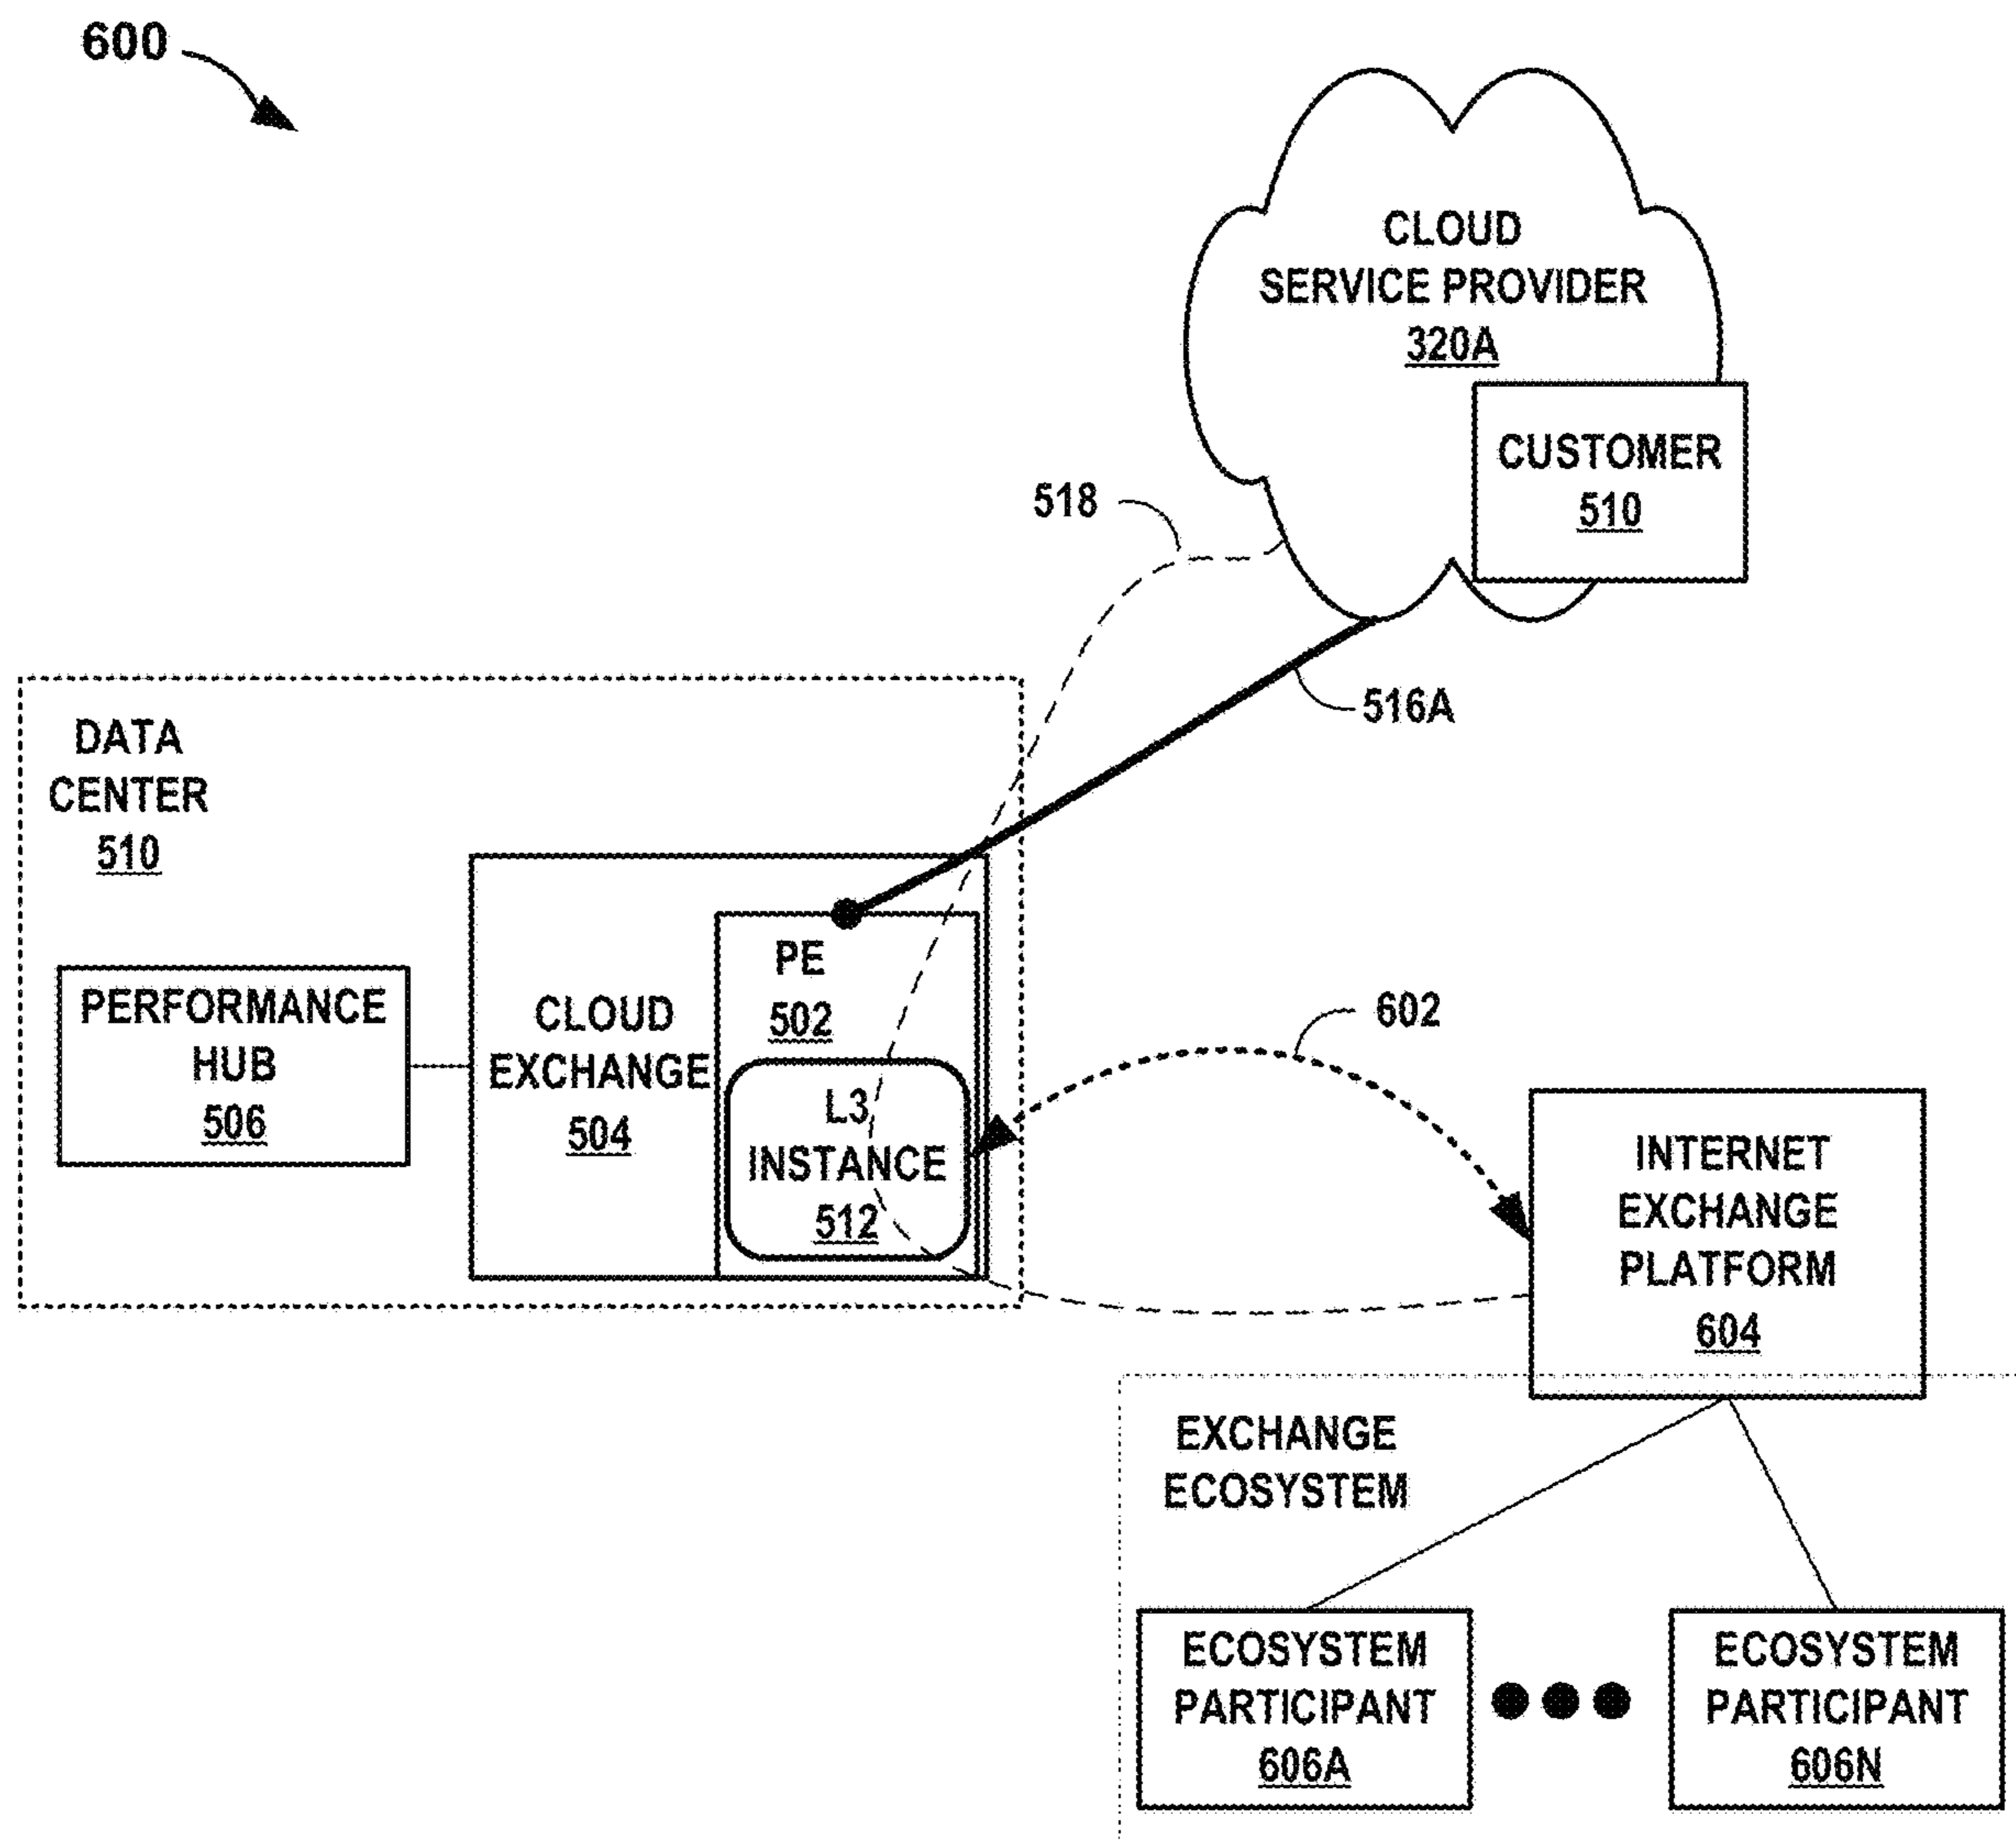 600
CLOUD
SERVICE PROVIDER
320A
CUSTOMER
510
518
516A
DATA
CENTER
510
PERFORMANCE
HUB
506
CLOUD
EXCHANGE
504
PE
502
L3
INSTANCE
512
602
INTERNET
EXCHANGE
PLATFORM
604
EXCHANGE
ECOSYSTEM
ECOSYSTEM
PARTICIPANT
606A
ECOSYSTEM
PARTICIPANT
606N